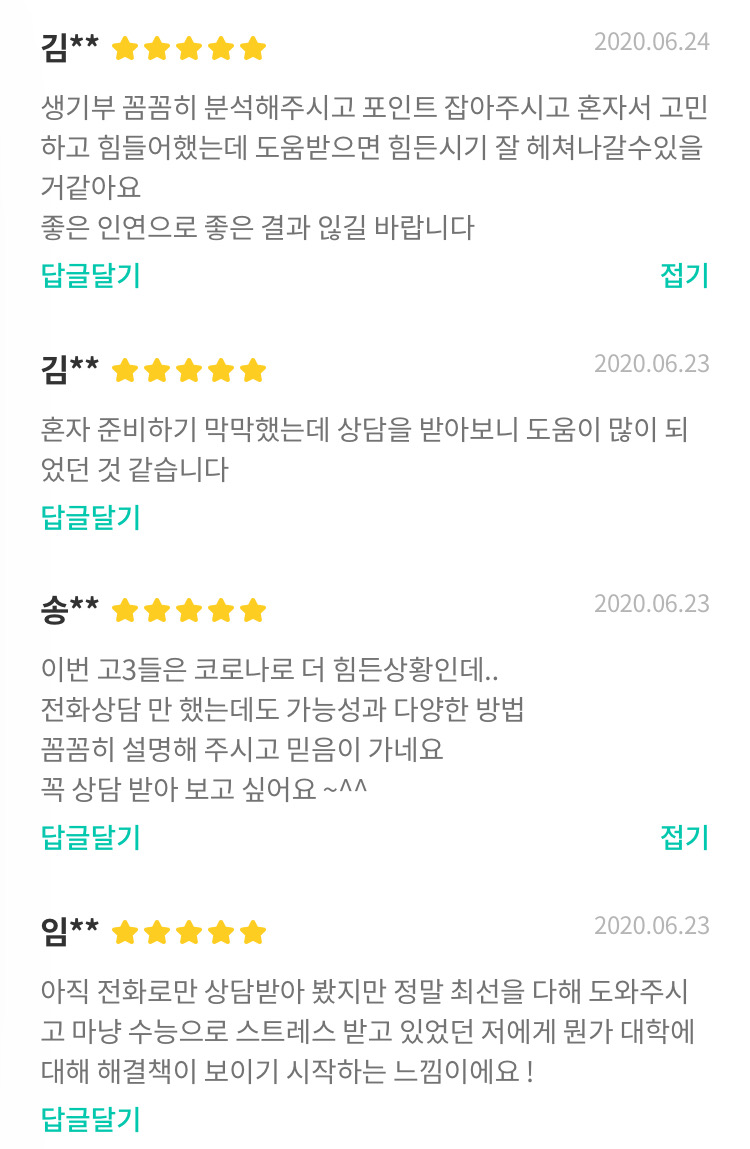 김** ★★★★★ 2020.06.24
생기부 꼼꼼히 분석해주시고 포인트 잡아주시고 혼자서 고민
하고 힘들어했는데 도움받으면 힘든시기 잘 헤쳐나갈수있을
거같아요
좋은 인연으로 좋은 결과 잉길 바랍니다
답글달기 접기
김** ★★★★★ 2020.06.23
혼자 준비하기 막막했는데 상담을 받아보니 도움이 많이 되
었던 것 같습니다
답글달기
송** ★★★★★ 2020.06.23
이번 고3들은 코로나로 더 힘든상황인데..
전화상담 만 했는데도 가능성과 다양한 방법
꼼꼼히 설명해 주시고 믿음이 가네요
꼭 상담 받아 보고 싶어요 ~^^
답글달기 접기
임** ★★★★★ 2020.06.23
아직 전화로만 상담받아 봤지만 정말 최선을 다해 도와주시
고 마냥 수능으로 스트레스 받고 있었던 저에게 뭔가 대학에
대해 해결책이 보이기 시작하는 느낌이에요 !
답글달기